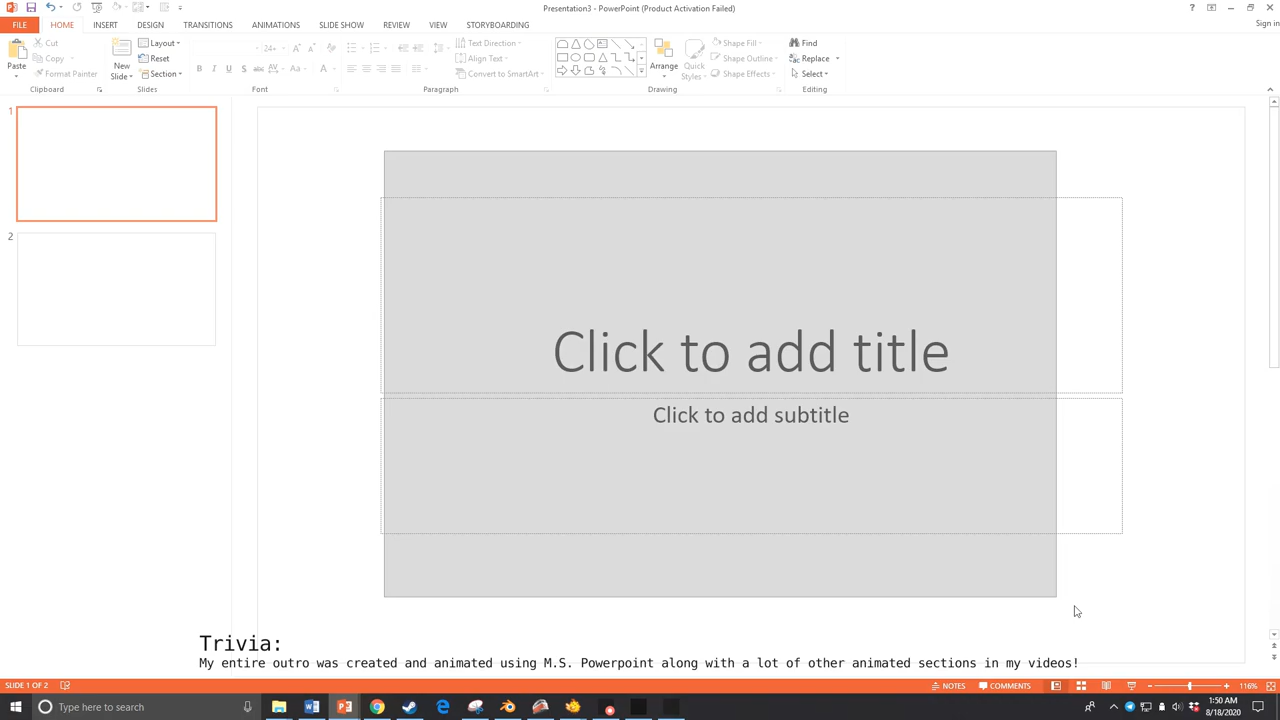 Presentation3 - PowerPoint (Product Activation Failed)
FILE HOME INSERT DESIGN TRANSITIONS ANIMATIONS SLIDE SHOW REVIEW VIEW STORYBOARDING
Sign in
Paste
Cut
Copy
Format Painter
Clipboard
New
Slide
Layout
Reset
Section
Slides
24
B I U S abc AV Aa A
Font
Paragraph
Text Direction
Align Text
Convert to SmartArt
Arrange
Quick
Styles
Shape Fill
Shape Outline
Shape Effects
Drawing
Find
Replace
Select
Editing
1
2
Click to add title
Click to add subtitle
Trivia:
My entire outro was created and animated using M.S. Powerpoint along with a lot of other animated sections in my videos!
SLIDE 1 OF 2
NOTES
COMMENTS
116%
Type here to search
1:50 AM
8/18/2020